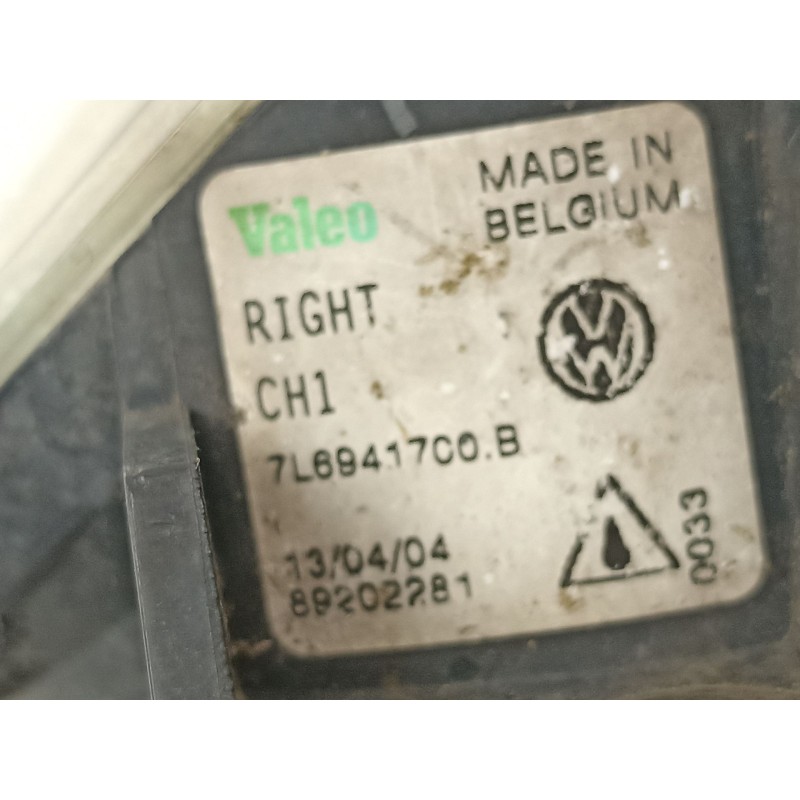 Valeo
MADE IN
BELGIUM
RIGHT
CH1
7L6941700.B
13/04/04
89202281
0033